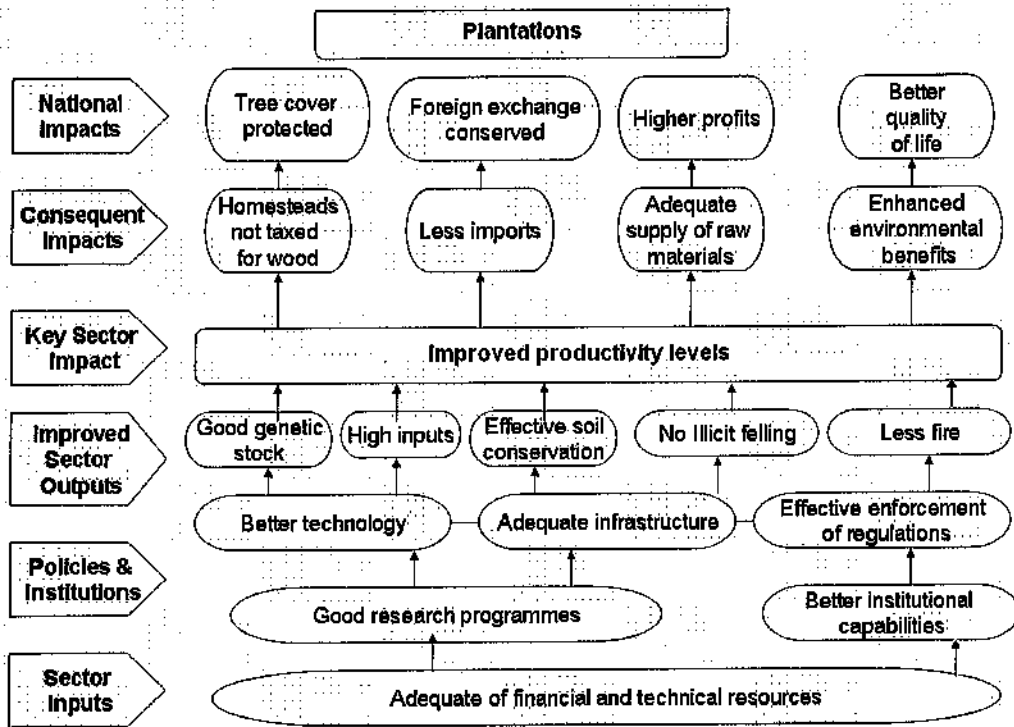 Plantations
National
Impacts
Tree cover
protected
Foreign exchange
conserved
Higher profits
Better
quality
of life
Consequent
Impacts
Homesteads
not taxed
for wood
Less imports
Adequate
supply of raw
materials
Enhanced
environmental
benefits
Key Sector
Impact
Improved productivity levels
Improved
Sector
Outputs
Good genetic
stock
High inputs
Effective soil
conservation
No Illicit felling
Less fire
Better technology
Adequate infrastructure
Effective enforcement
of regulations
Policies &
Institutions
Good research programmes
Better institutional
capabilities
Sector
Inputs
Adequate of financial and technical resources